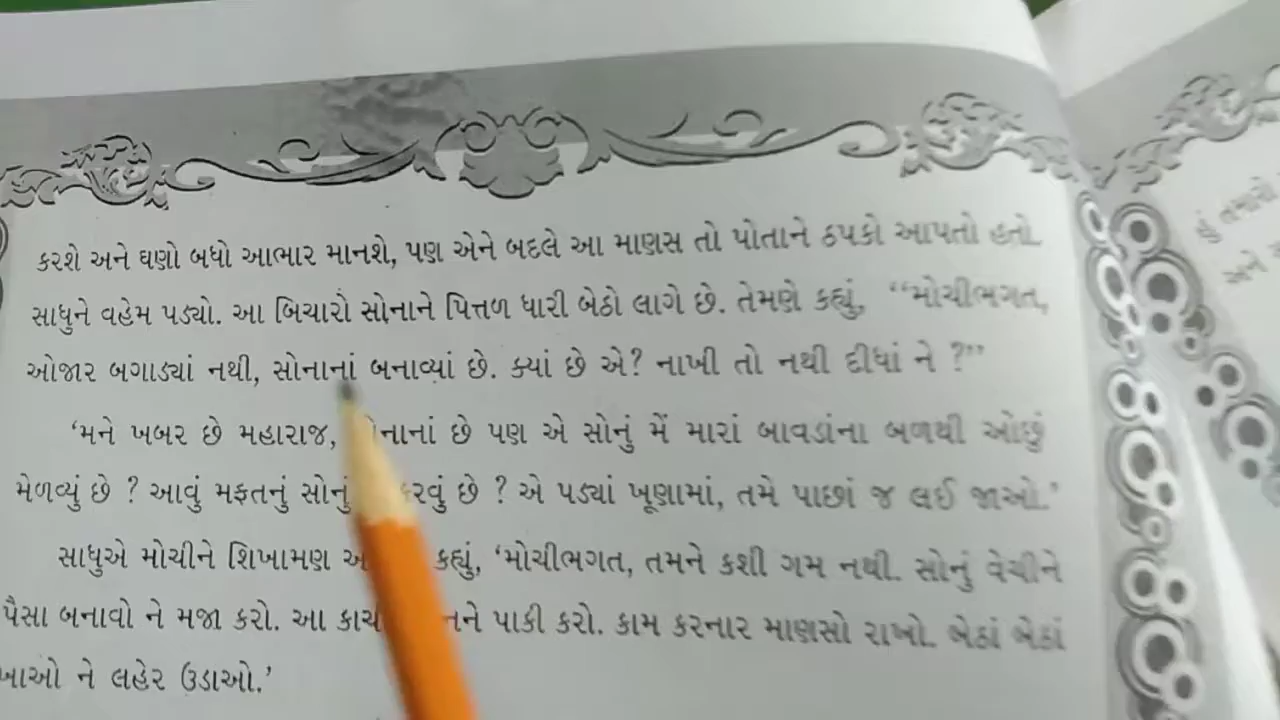 કરશે અને ઘણો બધો આભાર માનશે, પણ એને બદલે આ માણસ તો પોતાને ઠપકો આપતો હતો.
સાધુને વહેમ પડ્યો. આ બિચારો સોનાને પિત્તળ ધારી બેઠો લાગે છે. તેમણે કહ્યું, “મોચીભગત,
ઓજાર બગાડ્યાં નથી, સોનાનાં બનાવ્યાં છે. ક્યાં છે એ? નાખી તો નથી દીધાં ને ?”
‘મને ખબર છે મહારાજ, છે પણ એ સોનું મેં મારાં બાવડાંના બળથી ઓછું
મેળવ્યું છે ? આવું મફતનું સોનું છે ? એ પડ્યાં ખૂણામાં, તમે પાછાં જ લઈ જાઓ.’
સાધુએ મોચીને શિખામણ કહ્યું, ‘મોચીભગત, તમને કશી ગમ નથી. સોનું વેચીને
પૈસા બનાવો ને મજા કરો. આ પાકી કરો. કામ કરનાર માણસો રાખો. બેઠાં બેઠાં
ખાઓ ને લહેર ઉડાઓ.’